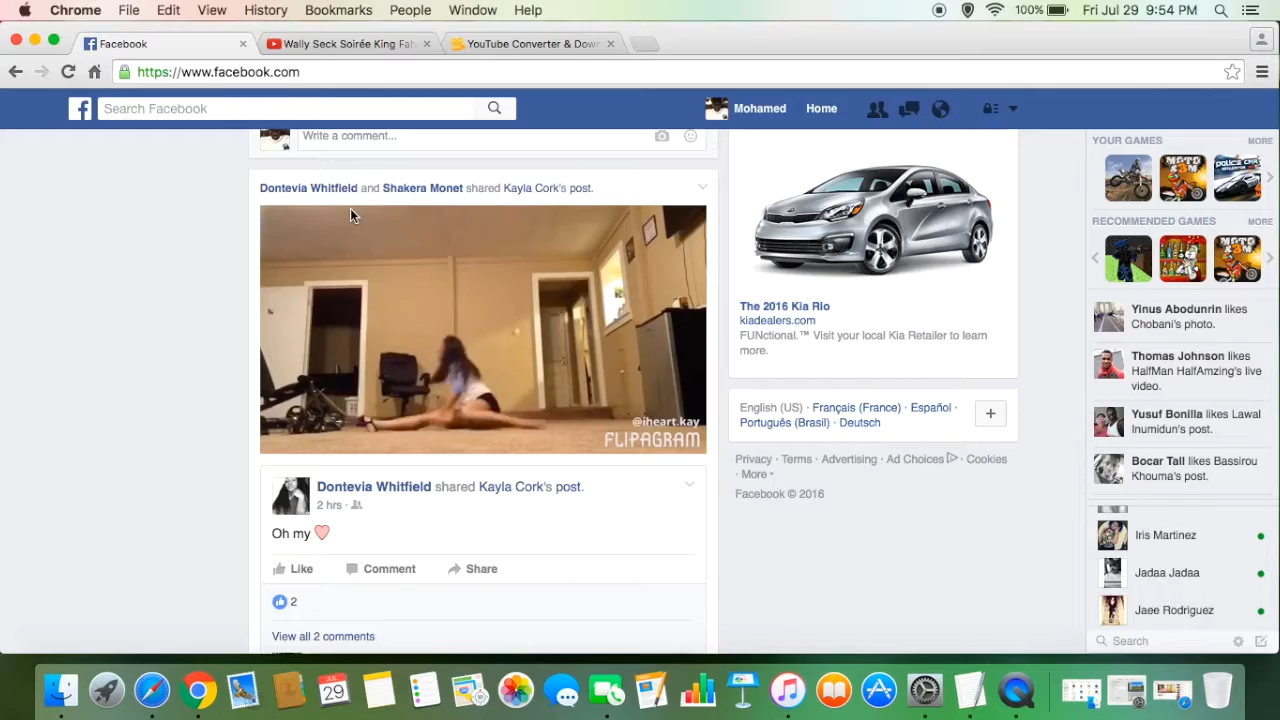 Chrome File Edit View History Bookmarks People Window Help 100% Fri Jul 29 9:54 PM
Facebook Wally Seck Soirée King Fah YouTube Converter & Dow
https://www.facebook.com
Search Facebook Mohamed Home
Write a comment...
Dontevia Whitfield and Shakera Monet shared Kayla Cork's post.
@iheart.kay
FLIPAGRAM
Dontevia Whitfield shared Kayla Cork's post.
2 hrs ·
Oh my
Like Comment Share
2
View all 2 comments
The 2016 Kia Rio
kiadealers.com
FUNctional.™ Visit your local Kia Retailer to learn
more.
English (US) · Français (France) · Español ·
Português (Brasil) · Deutsch
+
Privacy · Terms · Advertising · Ad Choices · Cookies
· More
Facebook © 2016
YOUR GAMES MORE
RECOMMENDED GAMES MORE
Yinus Abodunrin likes
Chobani's photo.
Thomas Johnson likes
HalfMan HalfAmzing's live
video.
Yusuf Bonilla likes Lawal
Inumidun's post.
Bocar Tall likes Bassirou
Khouma's post.
Iris Martinez
Jadaa Jadaa
Jaee Rodriguez
Search
JUL
29